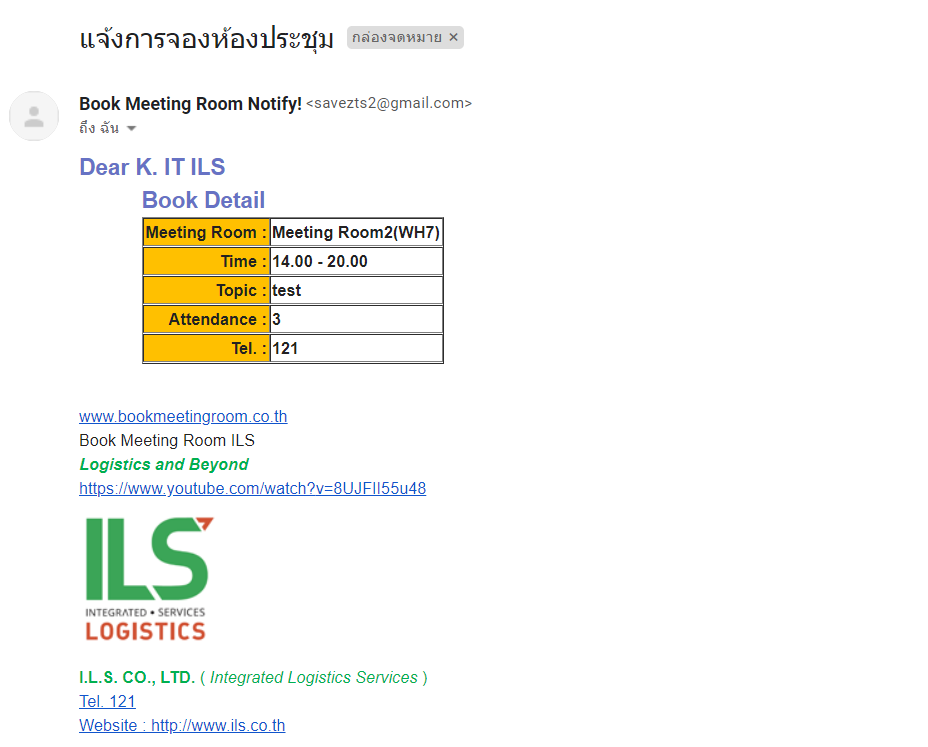 แจ้งการจองห้องประชุม กล่องจดหมาย ×
Book Meeting Room Notify! <savezts2@gmail.com>
ถึง ฉัน
Dear K. IT ILS
Book Detail
Meeting Room : Meeting Room2(WH7)
Time : 14.00 - 20.00
Topic : test
Attendance : 3
Tel. : 121
www.bookmeetingroom.co.th
Book Meeting Room ILS
Logistics and Beyond
https://www.youtube.com/watch?v=8UJFIl55u48
ILS
INTEGRATED • SERVICES
LOGISTICS
I.L.S. CO., LTD. ( Integrated Logistics Services )
Tel. 121
Website : http://www.ils.co.th